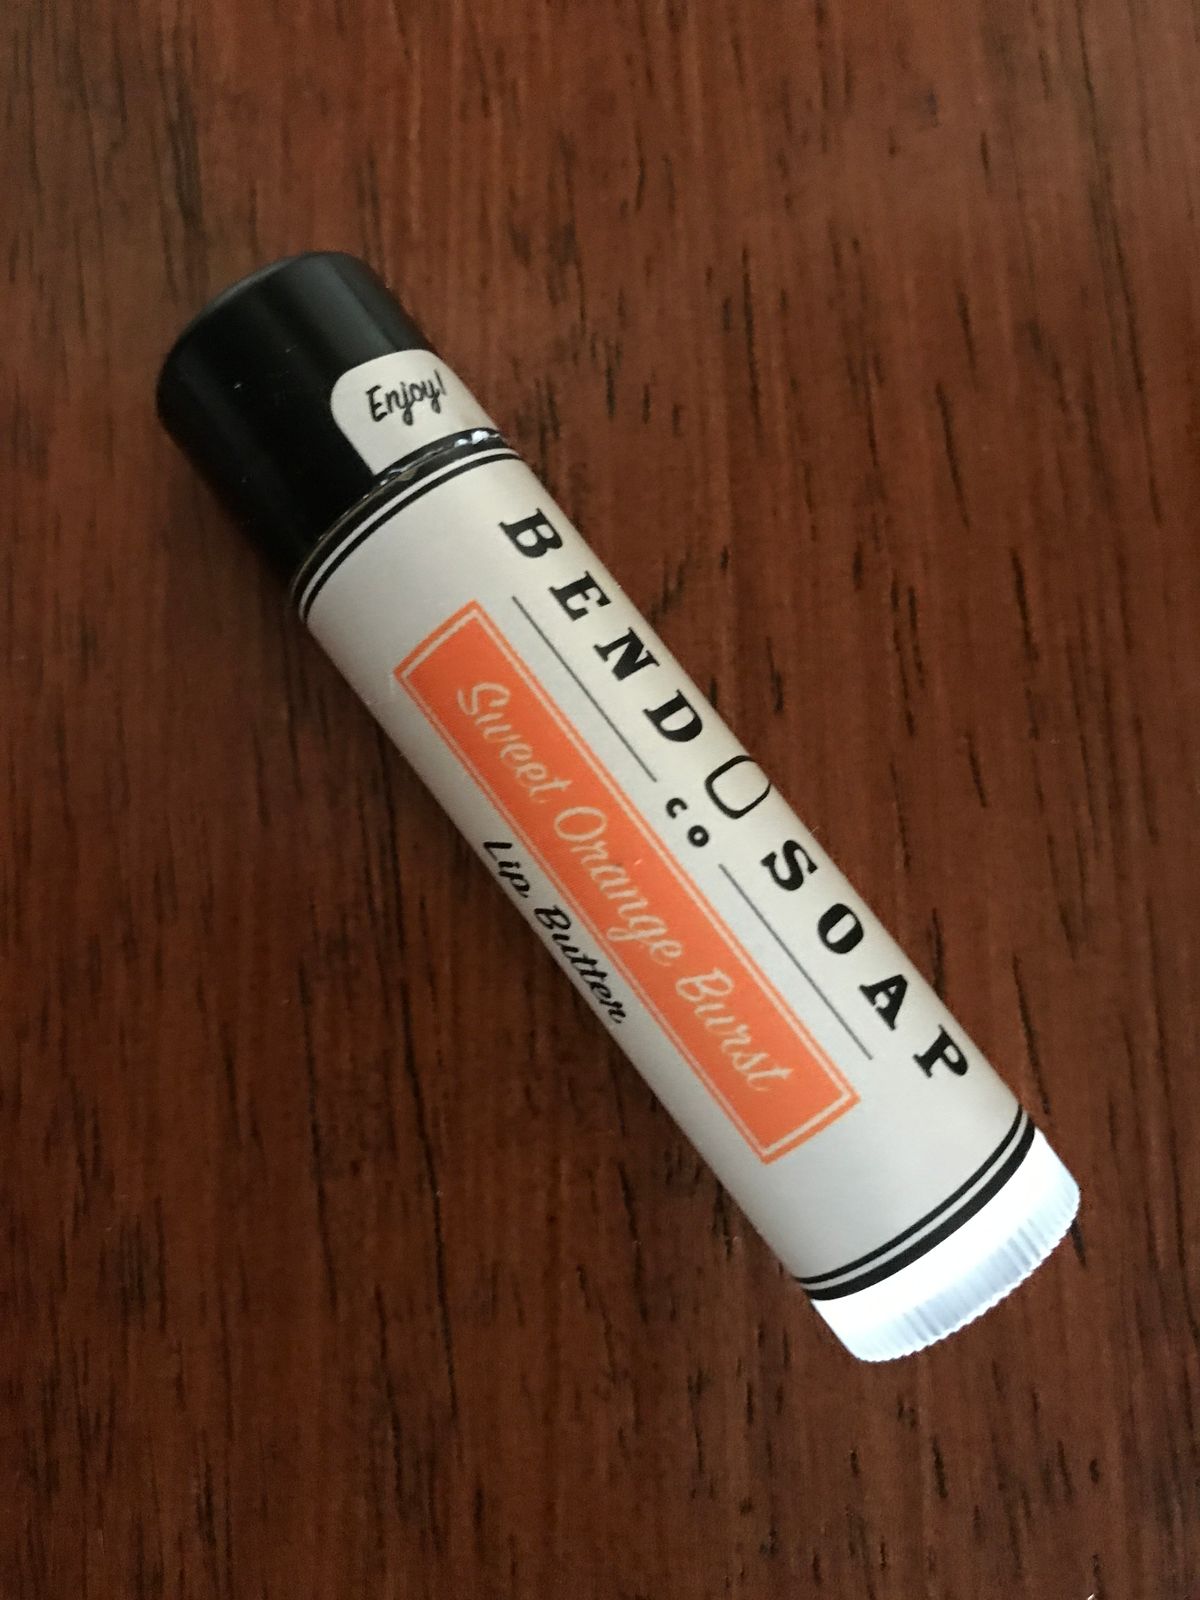 Enjoy!
BEND SOAP
CO
Sweet Orange Burst
Lip Butter